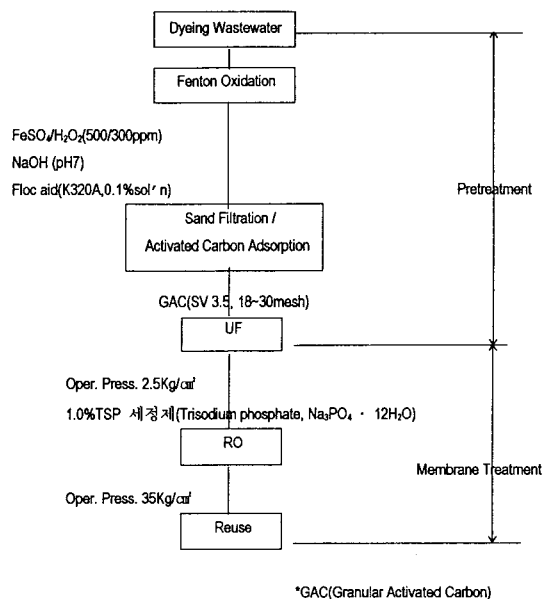 Dyeing Wastewater
Fenton Oxidation
FeSO₄/H₂O₂(500/300ppm)
NaOH (pH7)
Floc aid(K320A,0.1%sol′n)
Pretreatment
Sand Filtration /
Activated Carbon Adsorption
GAC(SV 3.5, 18~30mesh)
UF
Oper. Press. 2.5Kg/㎠
1.0%TSP 세정제(Trisodium phosphate, Na₃PO₄ · 12H₂O)
RO
Membrane Treatment
Oper. Press. 35Kg/㎠
Reuse
*GAC(Granular Activated Carbon)